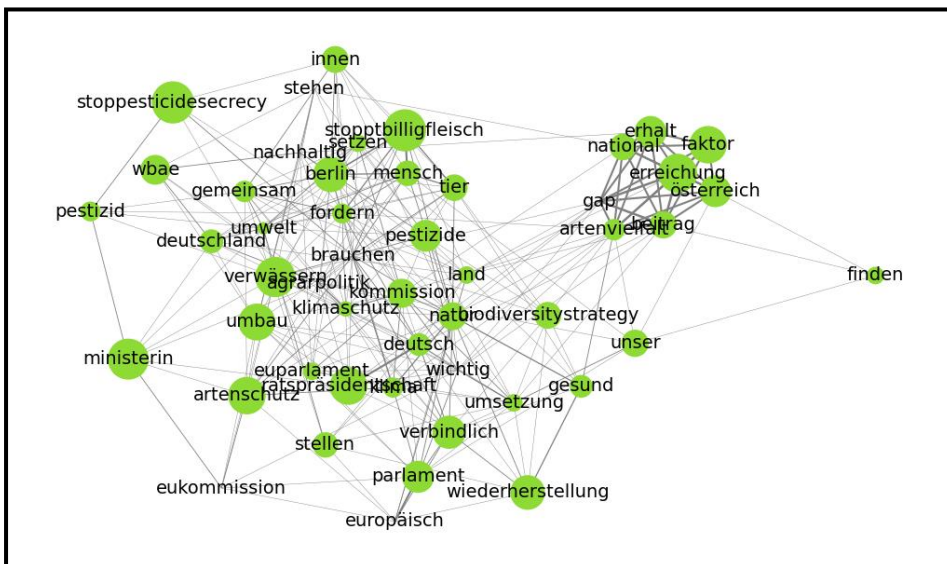 innen
stehen
stoppesticidesecrecy
stopptbilligfleisch
setzen
erhalt
national
faktor
nachhaltig
wbae
berlin
mensch
erreichung
gemeinsam
tier
österreich
gap
pestizid
fordern
umwelt
beitrag
artenvielfalt
deutschland
pestizide
brauchen
verwässern
agrarpolitik
land
finden
kommission
klimaschutz
natur
biodiversitystrategy
umbau
deutsch
unser
ministerin
euparlament
wichtig
ratspräsidentschaft
klima
gesund
artenschutz
umsetzung
verbindlich
stellen
parlament
eukommission
wiederherstellung
europäisch